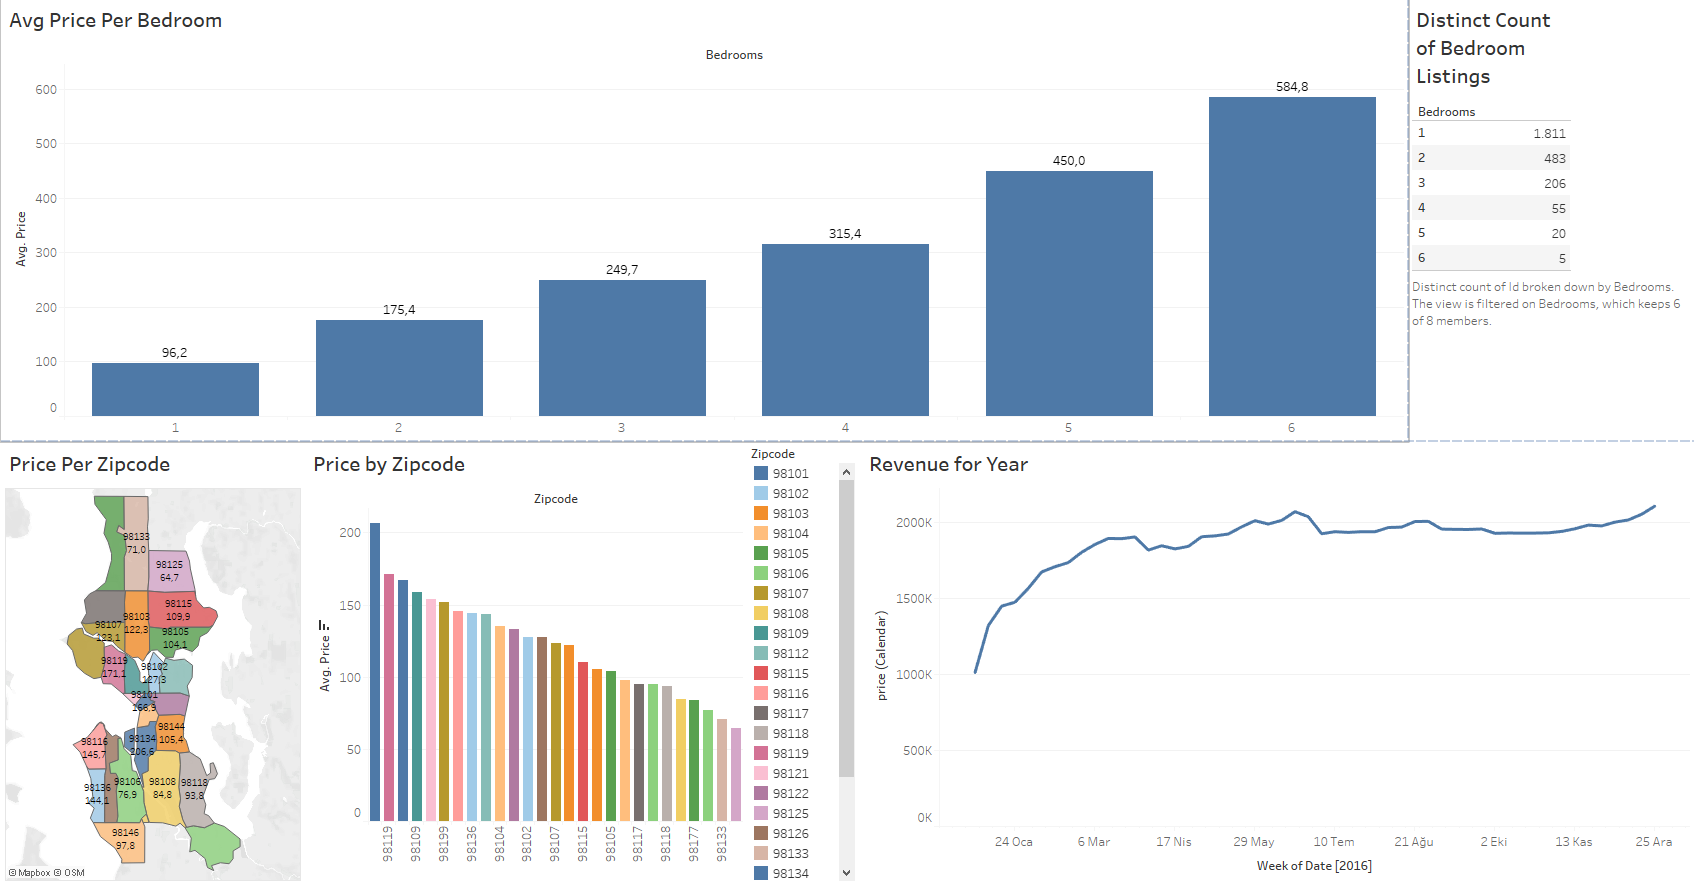 Avg Price Per Bedroom
Bedrooms
Avg. Price
600
500
400
300
200
100
0
96,2
175,4
249,7
315,4
450,0
584,8
1
2
3
4
5
6
Distinct Count
of Bedroom
Listings
Bedrooms
1 1.811
2 483
3 206
4 55
5 20
6 5
Distinct count of Id broken down by Bedrooms.
The view is filtered on Bedrooms, which keeps 6
of 8 members.
Price Per Zipcode
98133
71,0
98125
64,7
98115
109,9
98103
122,3
98107
123,1
98105
104,1
98119
171,1
98102
127,3
98101
166,9
98144
105,4
98134
206,6
98116
145,7
98136
144,1
98106
76,9
98108
84,8
98118
93,8
98146
97,8
© Mapbox © OSM
Price by Zipcode
Zipcode
Avg. Price
200
150
100
50
0
98119
98109
98199
98136
98104
98102
98107
98115
98105
98117
98118
98177
98133
Zipcode
98101
98102
98103
98104
98105
98106
98107
98108
98109
98112
98115
98116
98117
98118
98119
98121
98122
98125
98126
98133
98134
Revenue for Year
price (Calendar)
2000K
1500K
1000K
500K
0K
24 Oca
6 Mar
17 Nis
29 May
10 Tem
21 Ağu
2 Eki
13 Kas
25 Ara
Week of Date [2016]